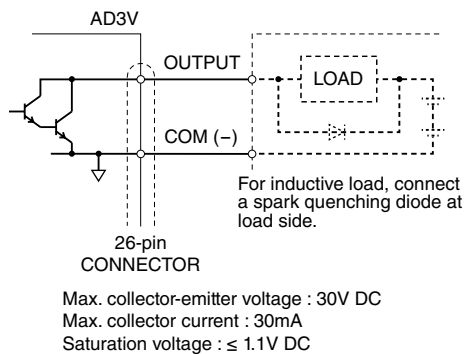 AD3V
OUTPUT
LOAD
COM (−)
For inductive load, connect
a spark quenching diode at
load side.
26-pin
CONNECTOR
Max. collector-emitter voltage : 30V DC
Max. collector current : 30mA
Saturation voltage : ≤ 1.1V DC